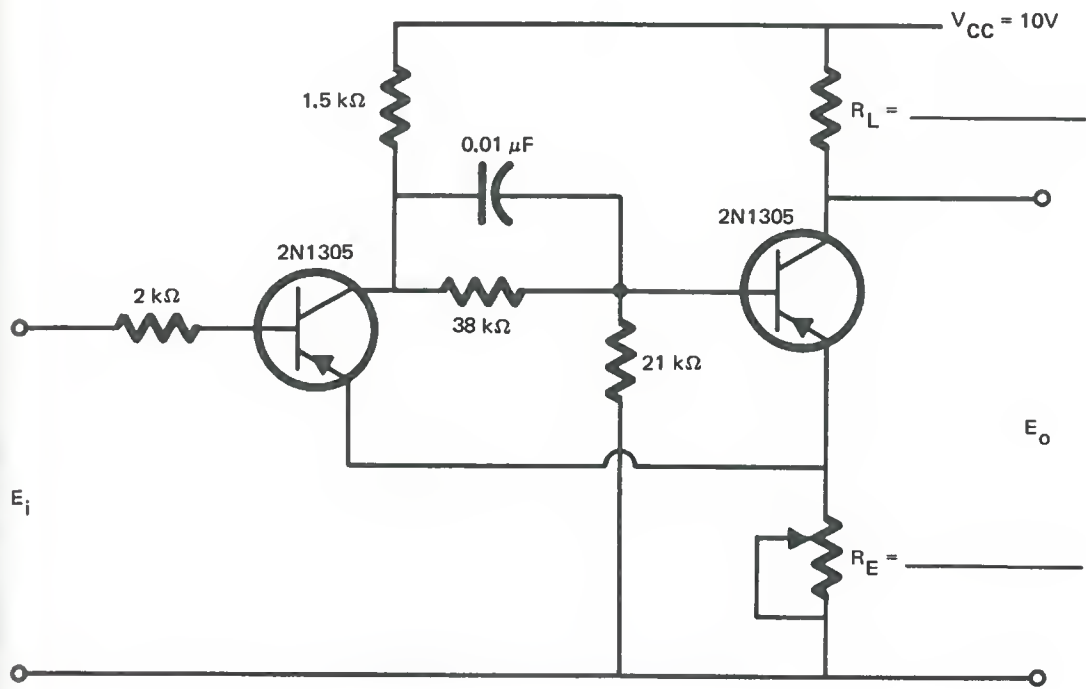 V_CC = 10V
1.5 kΩ
R_L =
0.01 μF
2N1305
2N1305
2 kΩ
38 kΩ
21 kΩ
E_o
E_i
R_E =